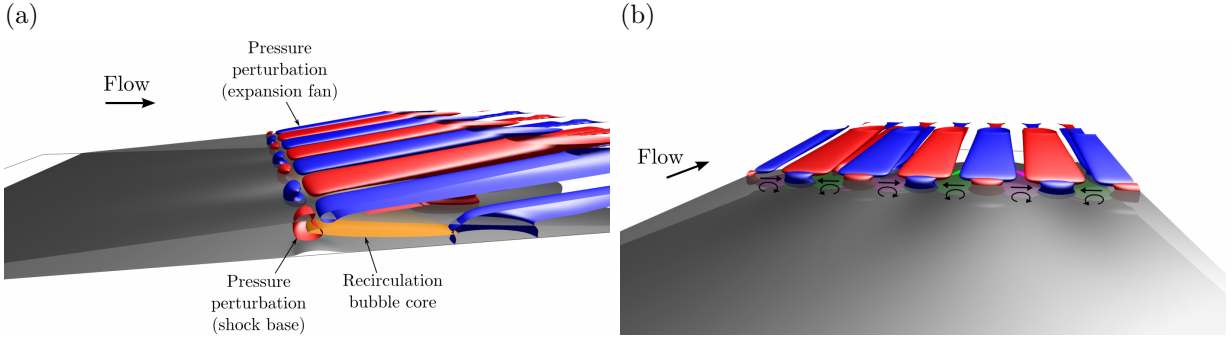 (a)
Pressure
perturbation
(expansion fan)
Flow
Pressure
perturbation
(shock base)
Recirculation
bubble core
(b)
Flow